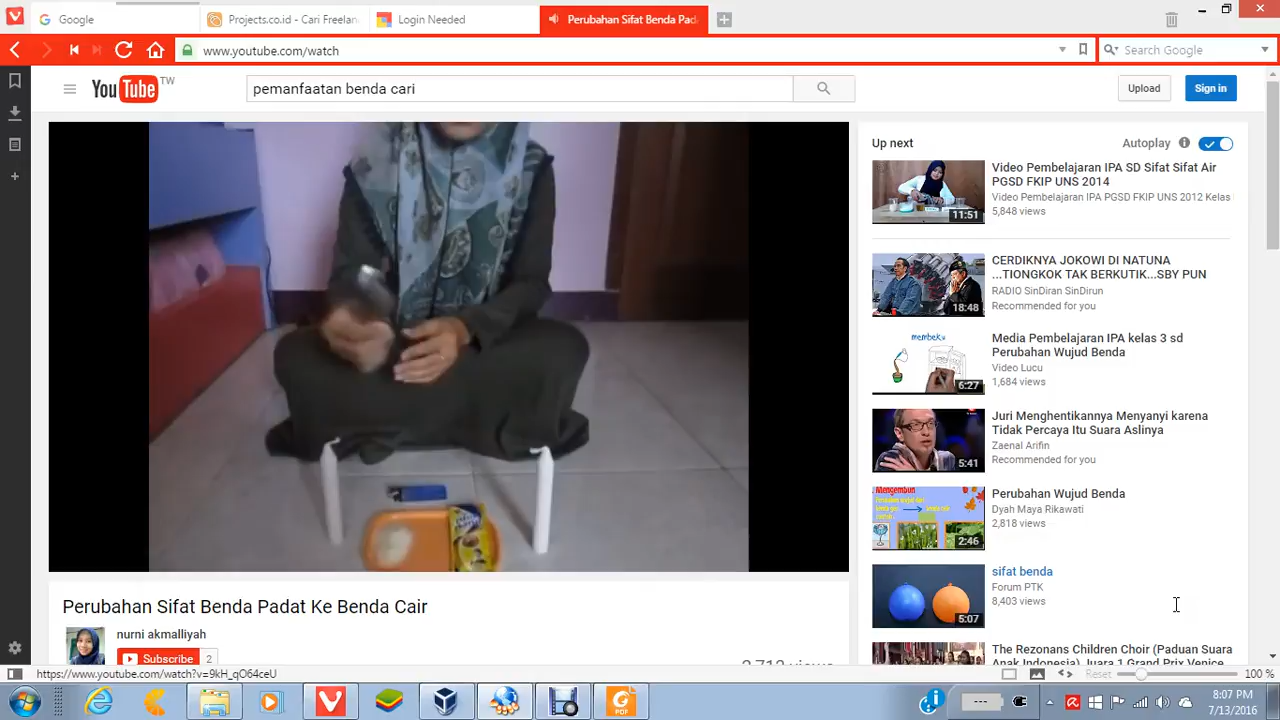 Google
Projects.co.id - Cari Freelan
Login Needed
Perubahan Sifat Benda Pad
www.youtube.com/watch
Search Google
YouTube TW
pemanfaatan benda cari
Upload
Sign in
Up next
Autoplay
Video Pembelajaran IPA SD Sifat Sifat Air
PGSD FKIP UNS 2014
Video Pembelajaran IPA PGSD FKIP UNS 2012 Kelas
5,848 views
11:51
CERDIKNYA JOKOWI DI NATUNA
...TIONGKOK TAK BERKUTIK...SBY PUN
RADIO SinDiran SinDirun
Recommended for you
18:48
membeku
Media Pembelajaran IPA kelas 3 sd
Perubahan Wujud Benda
Video Lucu
1,684 views
6:27
Juri Menghentikannya Menyanyi karena
Tidak Percaya Itu Suara Aslinya
Zaenal Arifin
Recommended for you
5:41
Mengembun
Perubahan Wujud Benda
Dyah Maya Rikawati
2,818 views
2:46
sifat benda
Forum PTK
8,403 views
5:07
The Rezonans Children Choir (Paduan Suara
Anak Indonesia) Juara 1 Grand Prix Venice
Perubahan Sifat Benda Padat Ke Benda Cair
nurni akmalliyah
Subscribe 2
2,712 views
https://www.youtube.com/watch?v=9kH_qO64ceU
Reset
100 %
PDF
8:07 PM
7/13/2016